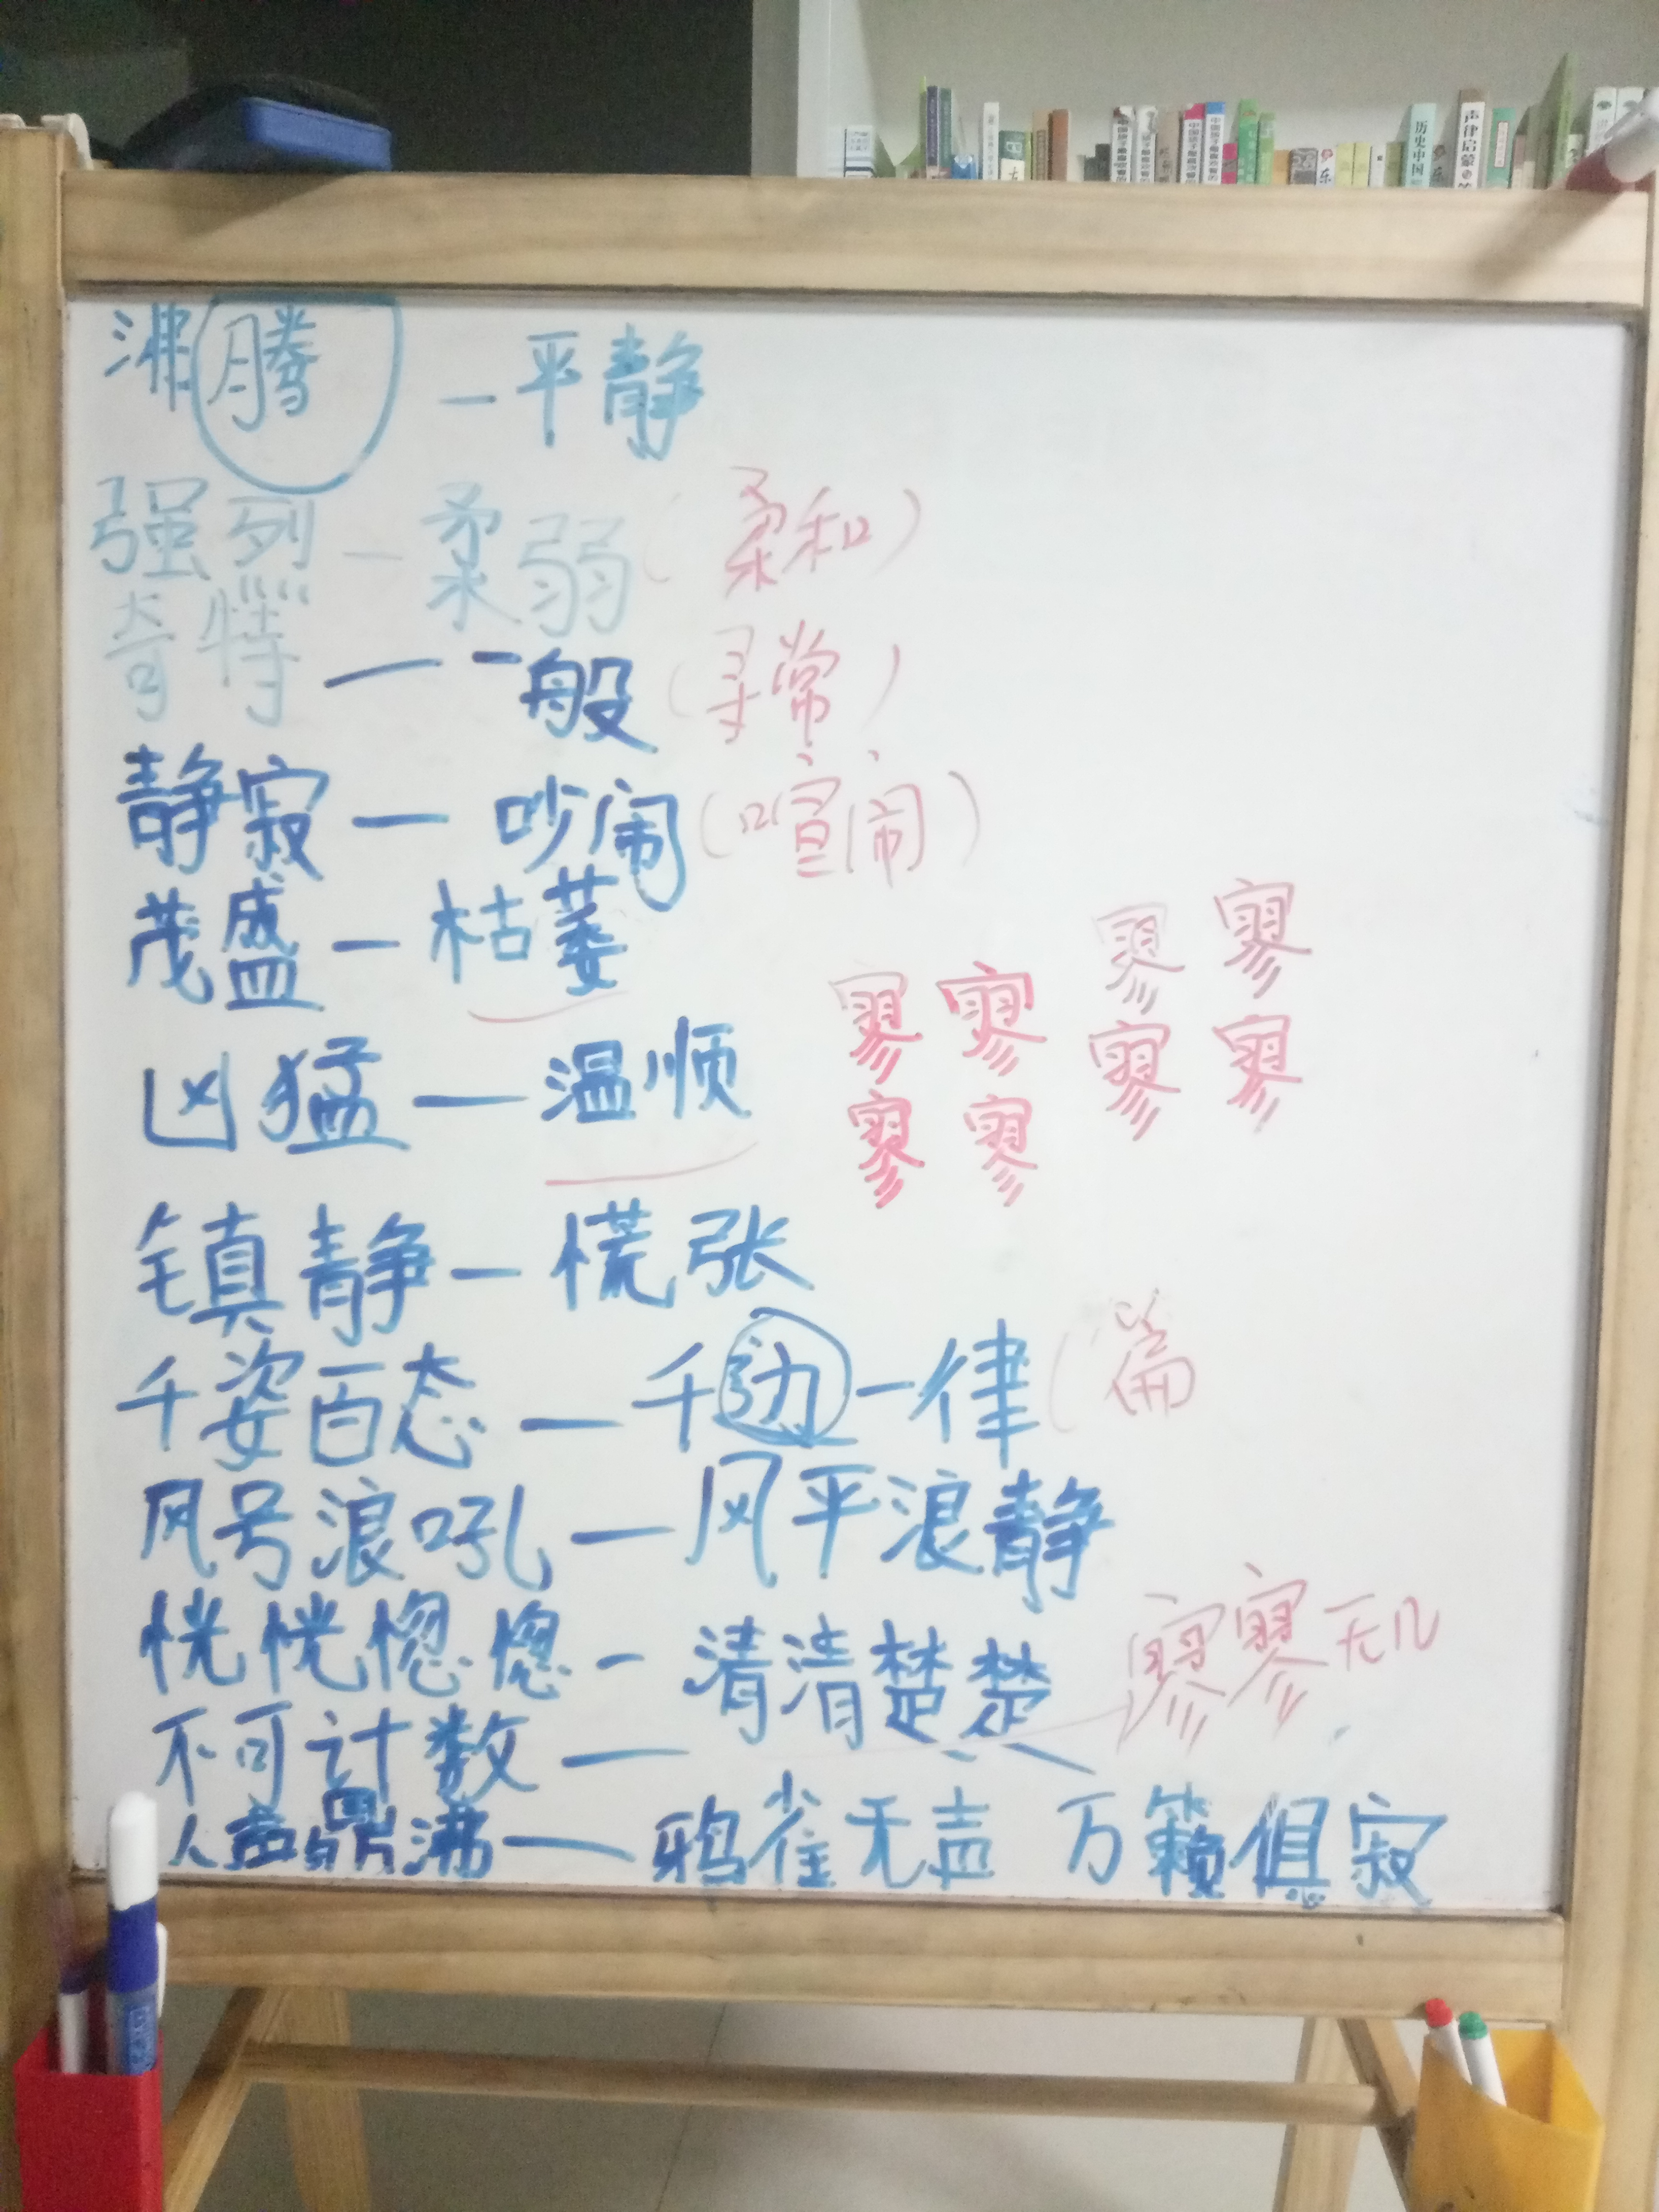 历史中国
声律启蒙
沸腾 — 平静
强烈 — 柔弱(柔和)
奇特 — 一般(寻常)
静寂 — 吵闹(喧闹)
茂盛 — 枯萎
寥 寥
寥 寥
凶猛 — 温顺
寥 寥
寥 寥
镇静 — 慌张
千姿百态 — 千边一律(篇
风号浪吼 — 风平浪静
恍恍惚惚 - 清清楚楚
寥寥无几
不可计数 —
人声鼎沸 — 鸦雀无声 万籁俱寂